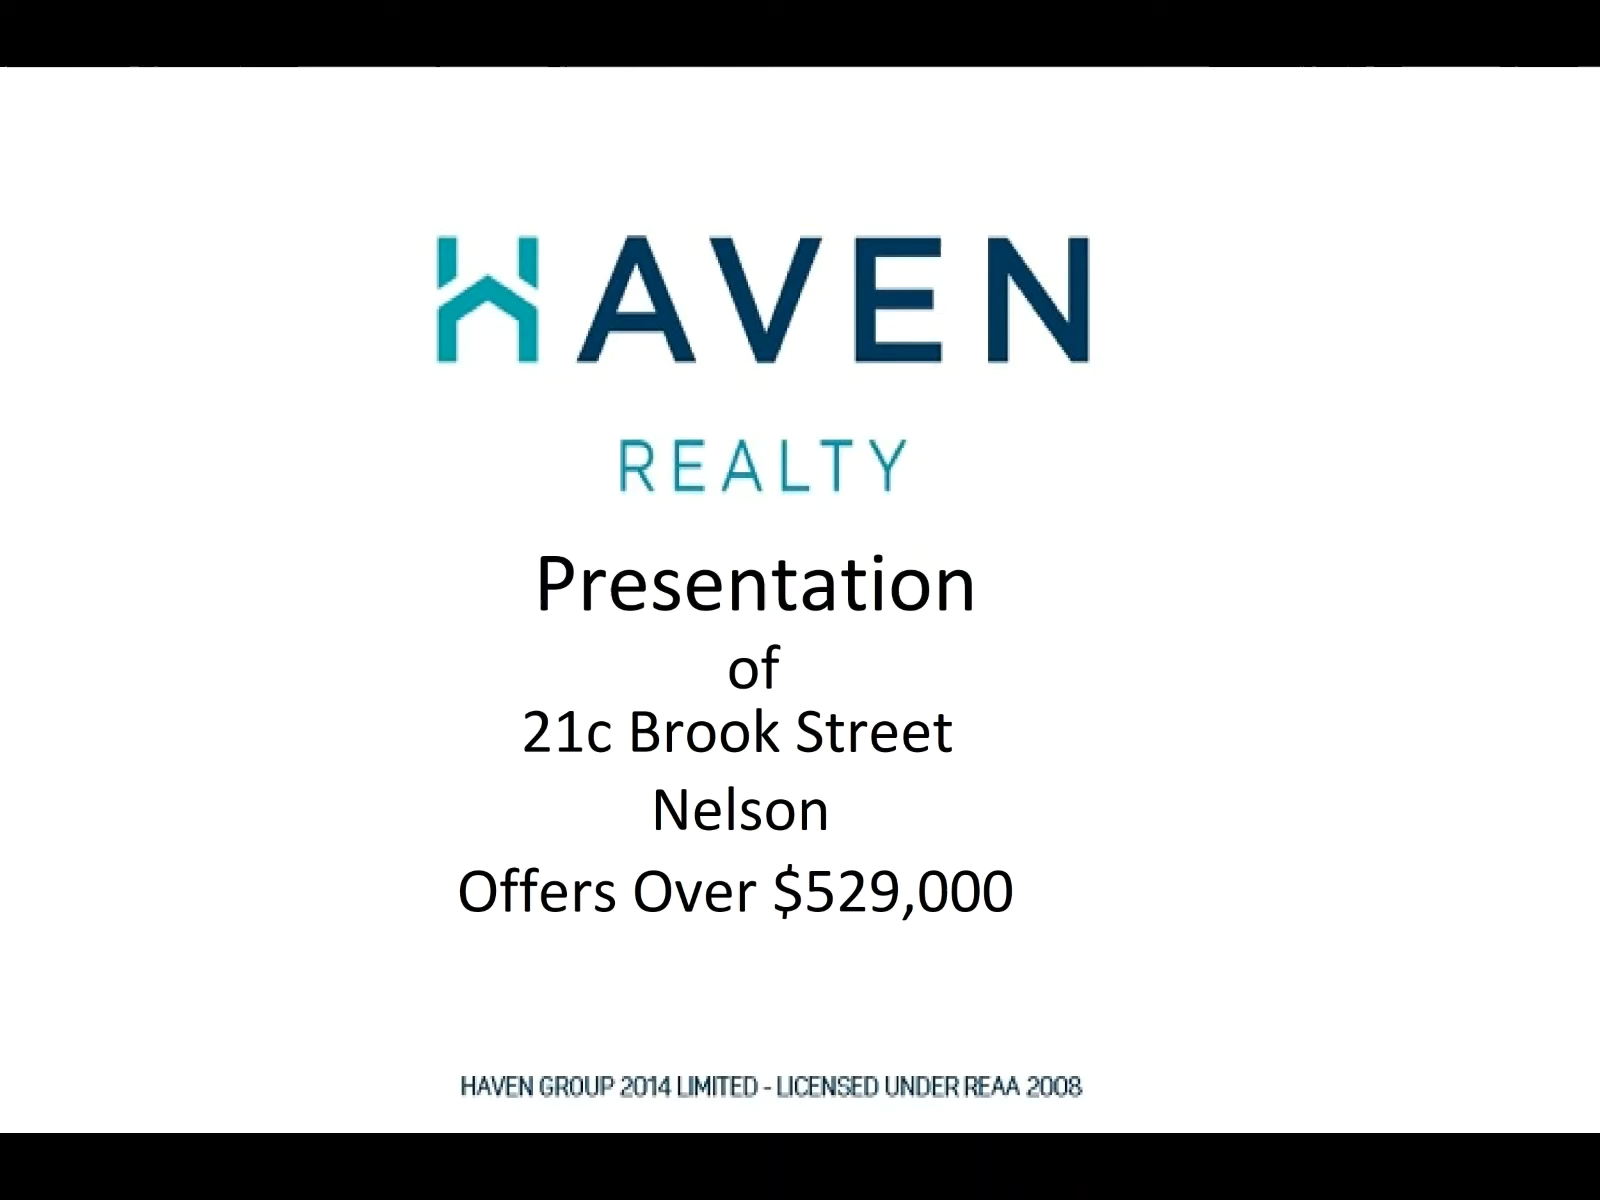 HAVEN
REALTY
Presentation
of
21c Brook Street
Nelson
Offers Over $529,000
HAVEN GROUP 2014 LIMITED - LICENSED UNDER REAA 2008